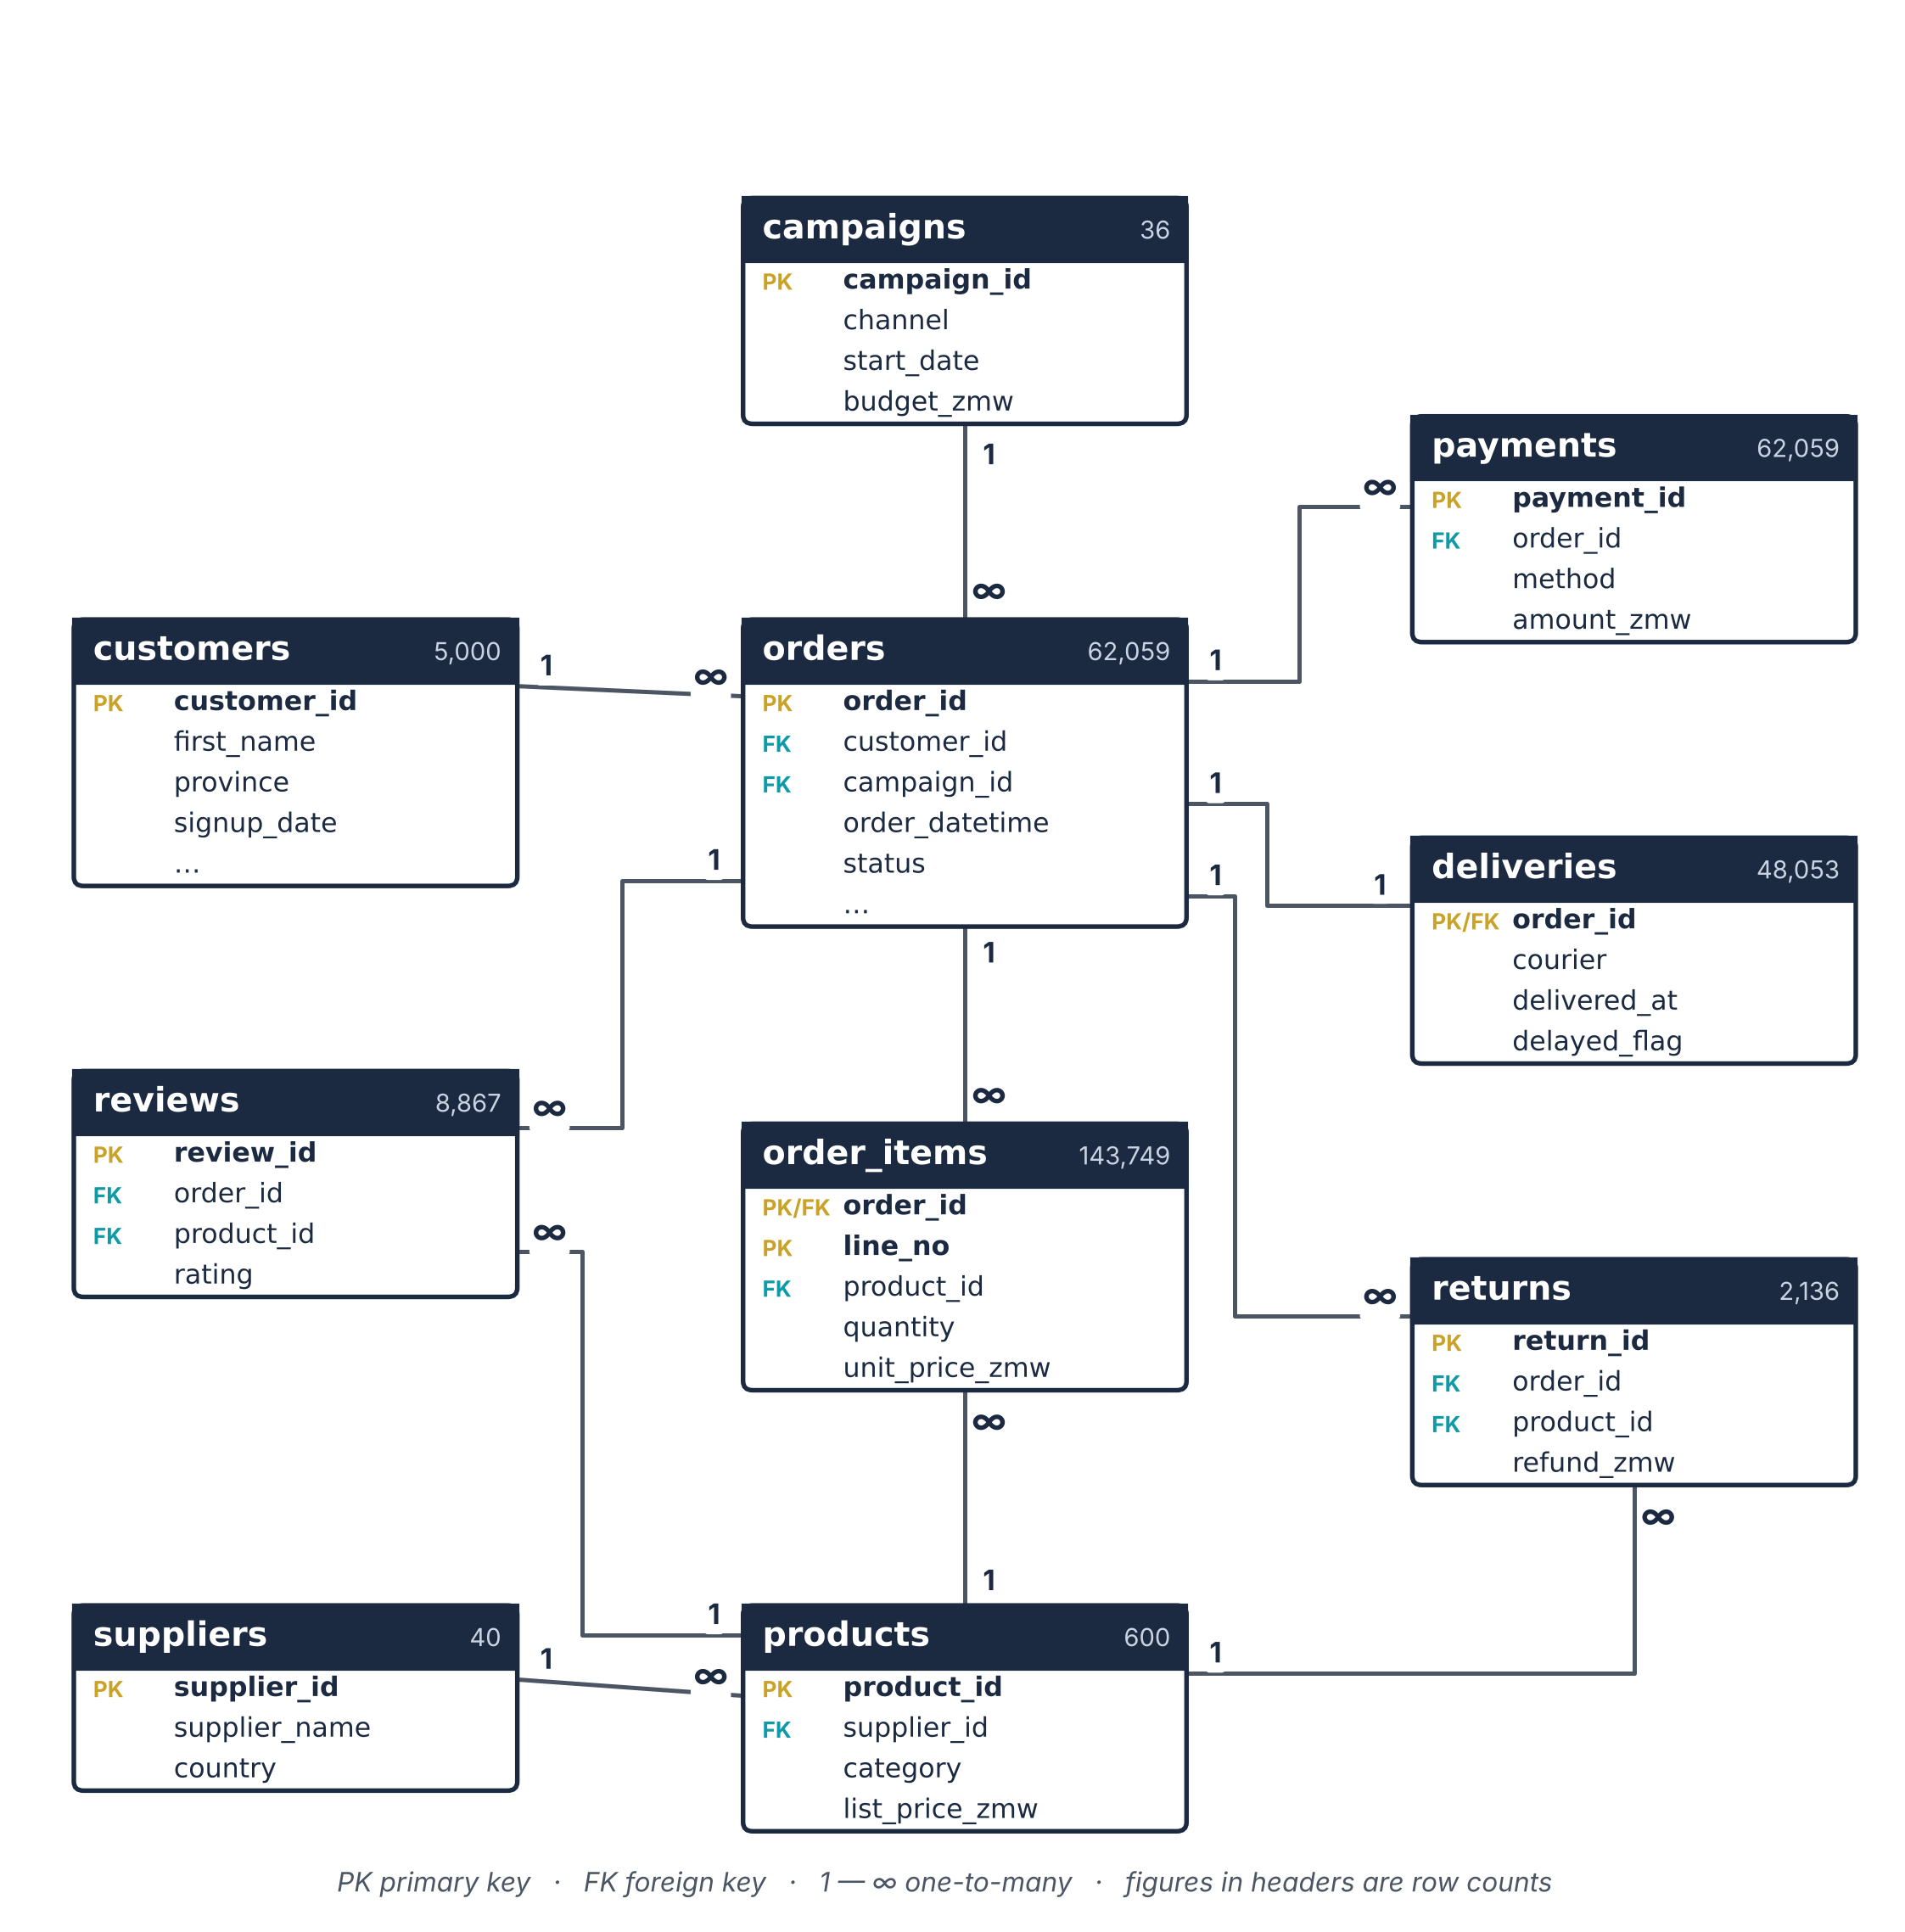 campaigns 36
PK campaign_id
channel
start_date
budget_zmw
1
∞
payments 62,059
PK payment_id
FK order_id
method
amount_zmw
∞
customers 5,000
PK customer_id
first_name
province
signup_date
...
1
∞
orders 62,059
PK order_id
FK customer_id
FK campaign_id
order_datetime
status
...
1
1
1
1
1
∞
deliveries 48,053
PK/FK order_id
courier
delivered_at
delayed_flag
1
reviews 8,867
PK review_id
FK order_id
FK product_id
rating
∞
∞
order_items 143,749
PK/FK order_id
PK line_no
FK product_id
quantity
unit_price_zmw
∞
1
returns 2,136
PK return_id
FK order_id
FK product_id
refund_zmw
∞
∞
suppliers 40
PK supplier_id
supplier_name
country
1
1
∞
products 600
PK product_id
FK supplier_id
category
list_price_zmw
1
PK primary key · FK foreign key · 1 — ∞ one-to-many · figures in headers are row counts